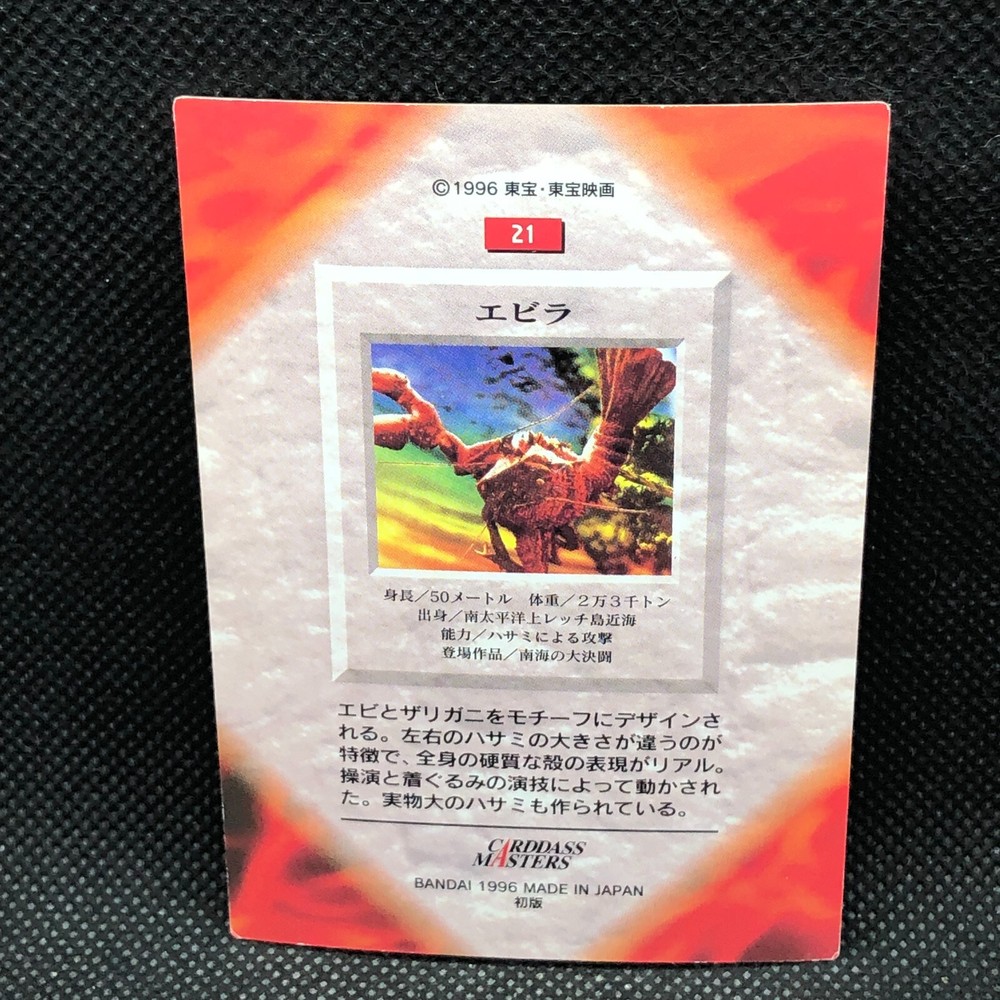 ©1996 東宝・東宝映画
21
エビラ
身長／50メートル　体重／2万3千トン
出身／南太平洋上レッチ島近海
能力／ハサミによる攻撃
登場作品／南海の大決闘
エビとザリガニをモチーフにデザインさ
れる。左右のハサミの大きさが違うのが
特徴で、全身の硬質な殻の表現がリアル。
操演と着ぐるみの演技によって動かされ
た。実物大のハサミも作られている。
CARDDASS
MASTERS
BANDAI 1996 MADE IN JAPAN
初版